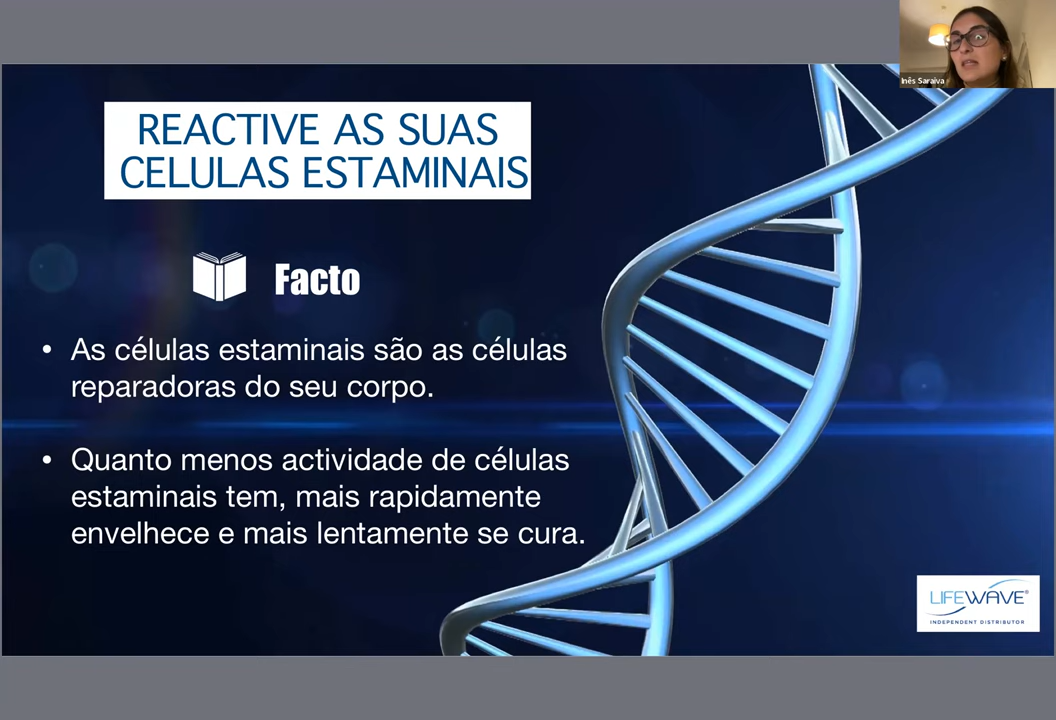 Inês Saraiva
REACTIVE AS SUAS
CELULAS ESTAMINAIS
Facto
• As células estaminais são as células
reparadoras do seu corpo.
• Quanto menos actividade de células
estaminais tem, mais rapidamente
envelhece e mais lentamente se cura.
LIFEWAVE®
INDEPENDENT DISTRIBUTOR